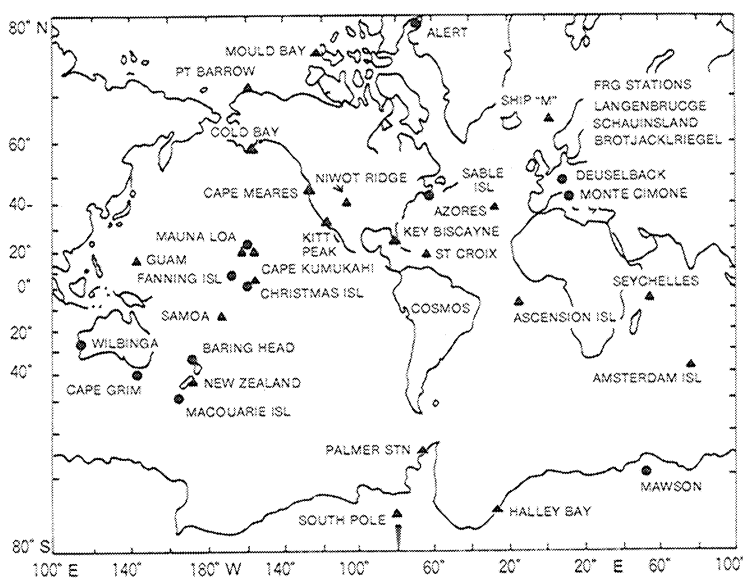 80° N
60°
40-
20°
0°
20°
40°
80° S
MOULD BAY
ALERT
PT BARROW
SHIP "M"
FRG STATIONS
LANGENBRUCGE
SCHAUINSLAND
BROTJACKLRIEGEL
COLD BAY
NIWOT RIDGE
SABLE
ISL
DEUSELBACK
CAPE MEARES
MONTE CIMONE
AZORES
MAUNA LOA
KITT
PEAK
KEY BISCAYNE
GUAM
ST CROIX
FANNING ISL
CAPE KUMUKAHI
SEYCHELLES
CHRISTMAS ISL
COSMOS
ASCENSION ISL
SAMOA
WILBINGA
BARING HEAD
CAPE GRIM
NEW ZEALAND
AMSTERDAM ISL
MACQUARIE ISL
PALMER STN
MAWSON
SOUTH POLE
HALLEY BAY
100° E
140°
180° W
140°
100°
60°
20°
20° E
60°
100°